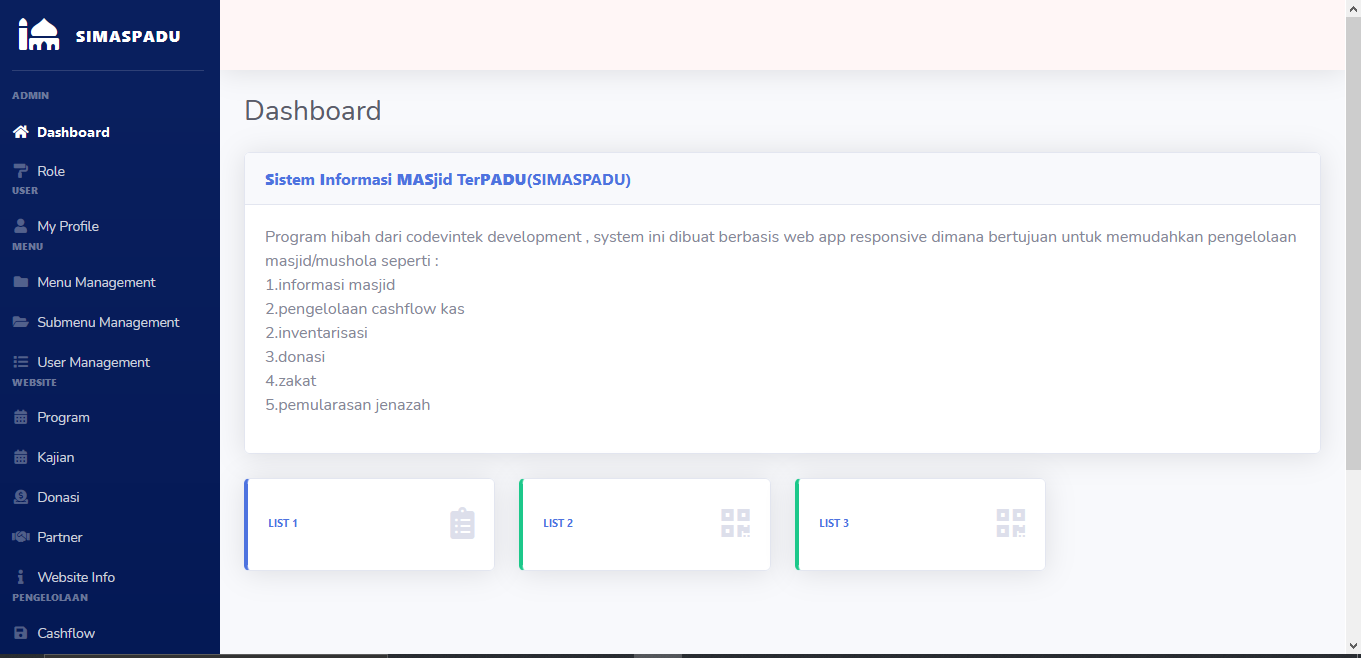 SIMASPADU
ADMIN
Dashboard
Role
USER
My Profile
MENU
Menu Management
Submenu Management
User Management
WEBSITE
Program
Kajian
Donasi
Partner
Website Info
PENGELOLAAN
Cashflow
Dashboard
Sistem Informasi MASjid TerPADU(SIMASPADU)
Program hibah dari codevintek development , system ini dibuat berbasis web app responsive dimana bertujuan untuk memudahkan pengelolaan
masjid/mushola seperti :
1.informasi masjid
2.pengelolaan cashflow kas
2.inventarisasi
3.donasi
4.zakat
5.pemularasan jenazah
LIST 1
LIST 2
LIST 3